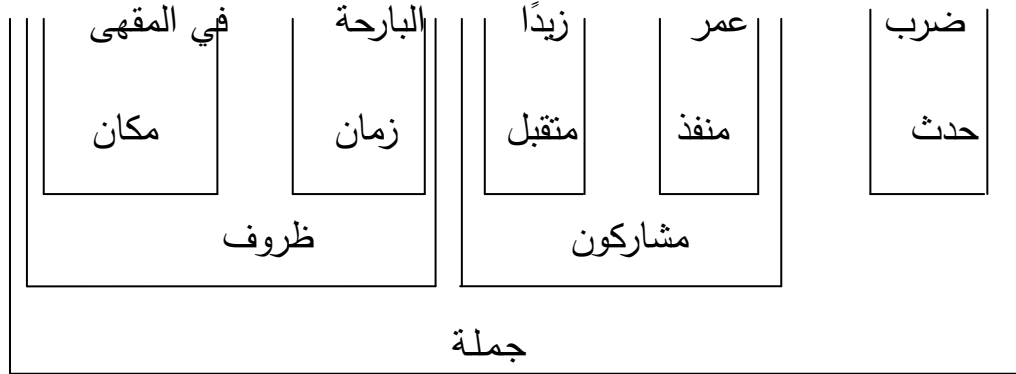 ضرب عمر زيدًا البارحة في المقهى
حدث منفذ متقبل زمان مكان
مشاركون ظروف
جملة